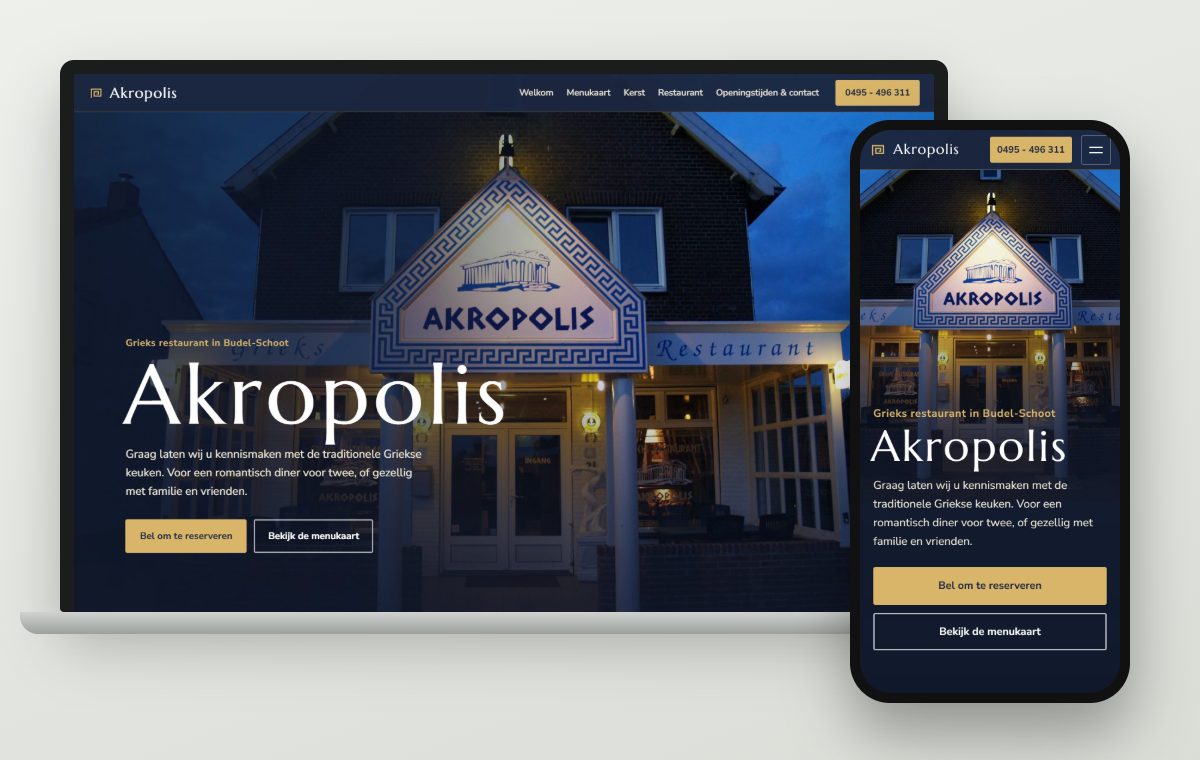 Akropolis
Welkom Menukaart Kerst Restaurant Openingstijden & contact 0495 - 496 311
AKROPOLIS
Grieks Restaurant
INGANG
Grieks restaurant in Budel-Schoot
Akropolis
Graag laten wij u kennismaken met de traditionele Griekse
keuken. Voor een romantisch diner voor twee, of gezellig
met familie en vrienden.
Bel om te reserveren Bekijk de menukaart
Akropolis 0495 - 496 311
AKROPOLIS
Grieks restaurant in Budel-Schoot
Akropolis
Graag laten wij u kennismaken met de
traditionele Griekse keuken. Voor een
romantisch diner voor twee, of gezellig met
familie en vrienden.
Bel om te reserveren
Bekijk de menukaart